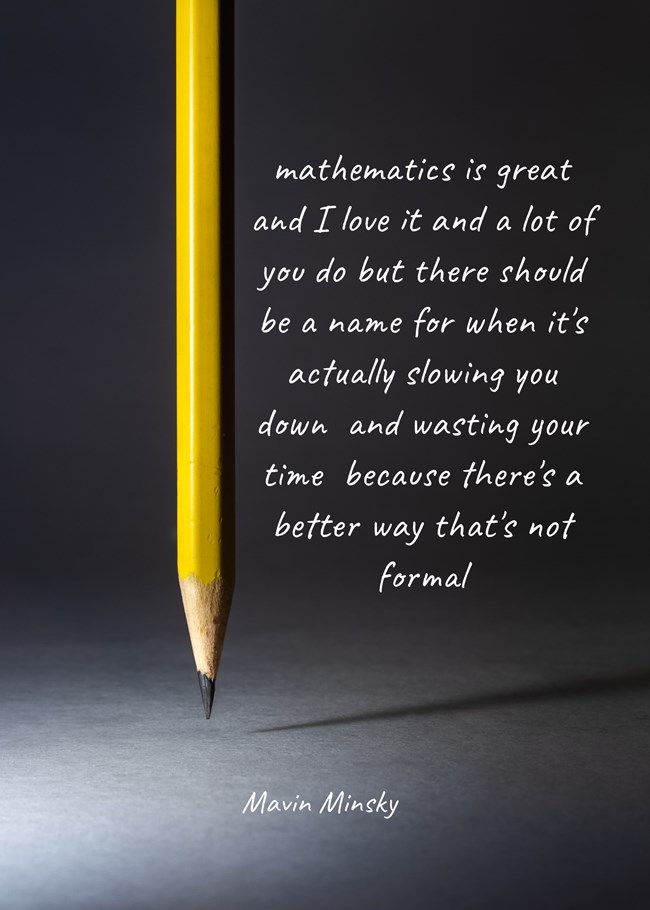 mathematics is great
and I love it and a lot of
you do but there should
be a name for when it's
actually slowing you
down and wasting your
time because there's a
better way that's not
formal
Mavin Minsky